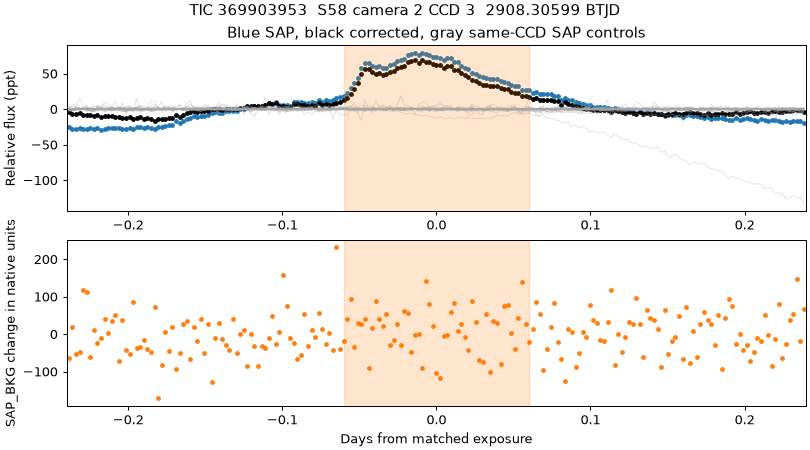 TIC 369903953 S58 camera 2 CCD 3 2908.30599 BTJD
Blue SAP, black corrected, gray same-CCD SAP controls
Relative flux (ppt)
50
0
−50
−100
−0.2 −0.1 0.0 0.1 0.2
SAP_BKG change in native units
200
100
0
−100
−0.2 −0.1 0.0 0.1 0.2
Days from matched exposure